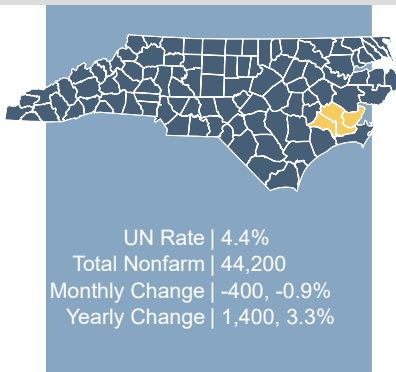 UN Rate | 4.4%
Total Nonfarm | 44,200
Monthly Change | -400, -0.9%
Yearly Change | 1,400, 3.3%